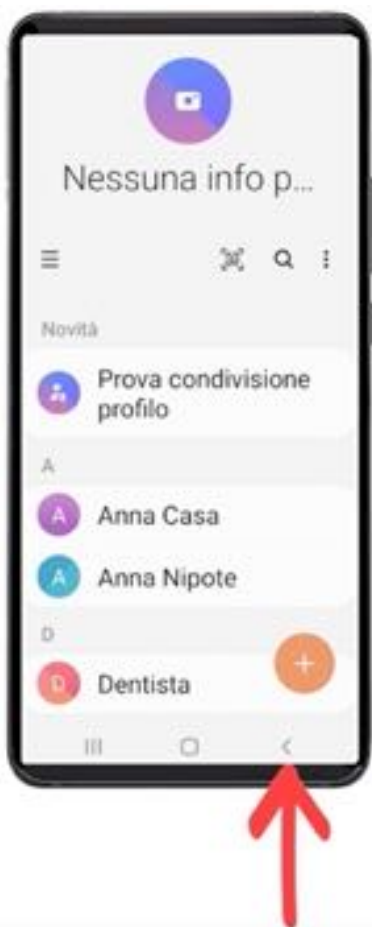 Nessuna info p...
Novità
Prova condivisione
profilo
A
A Anna Casa
A Anna Nipote
D
D Dentista